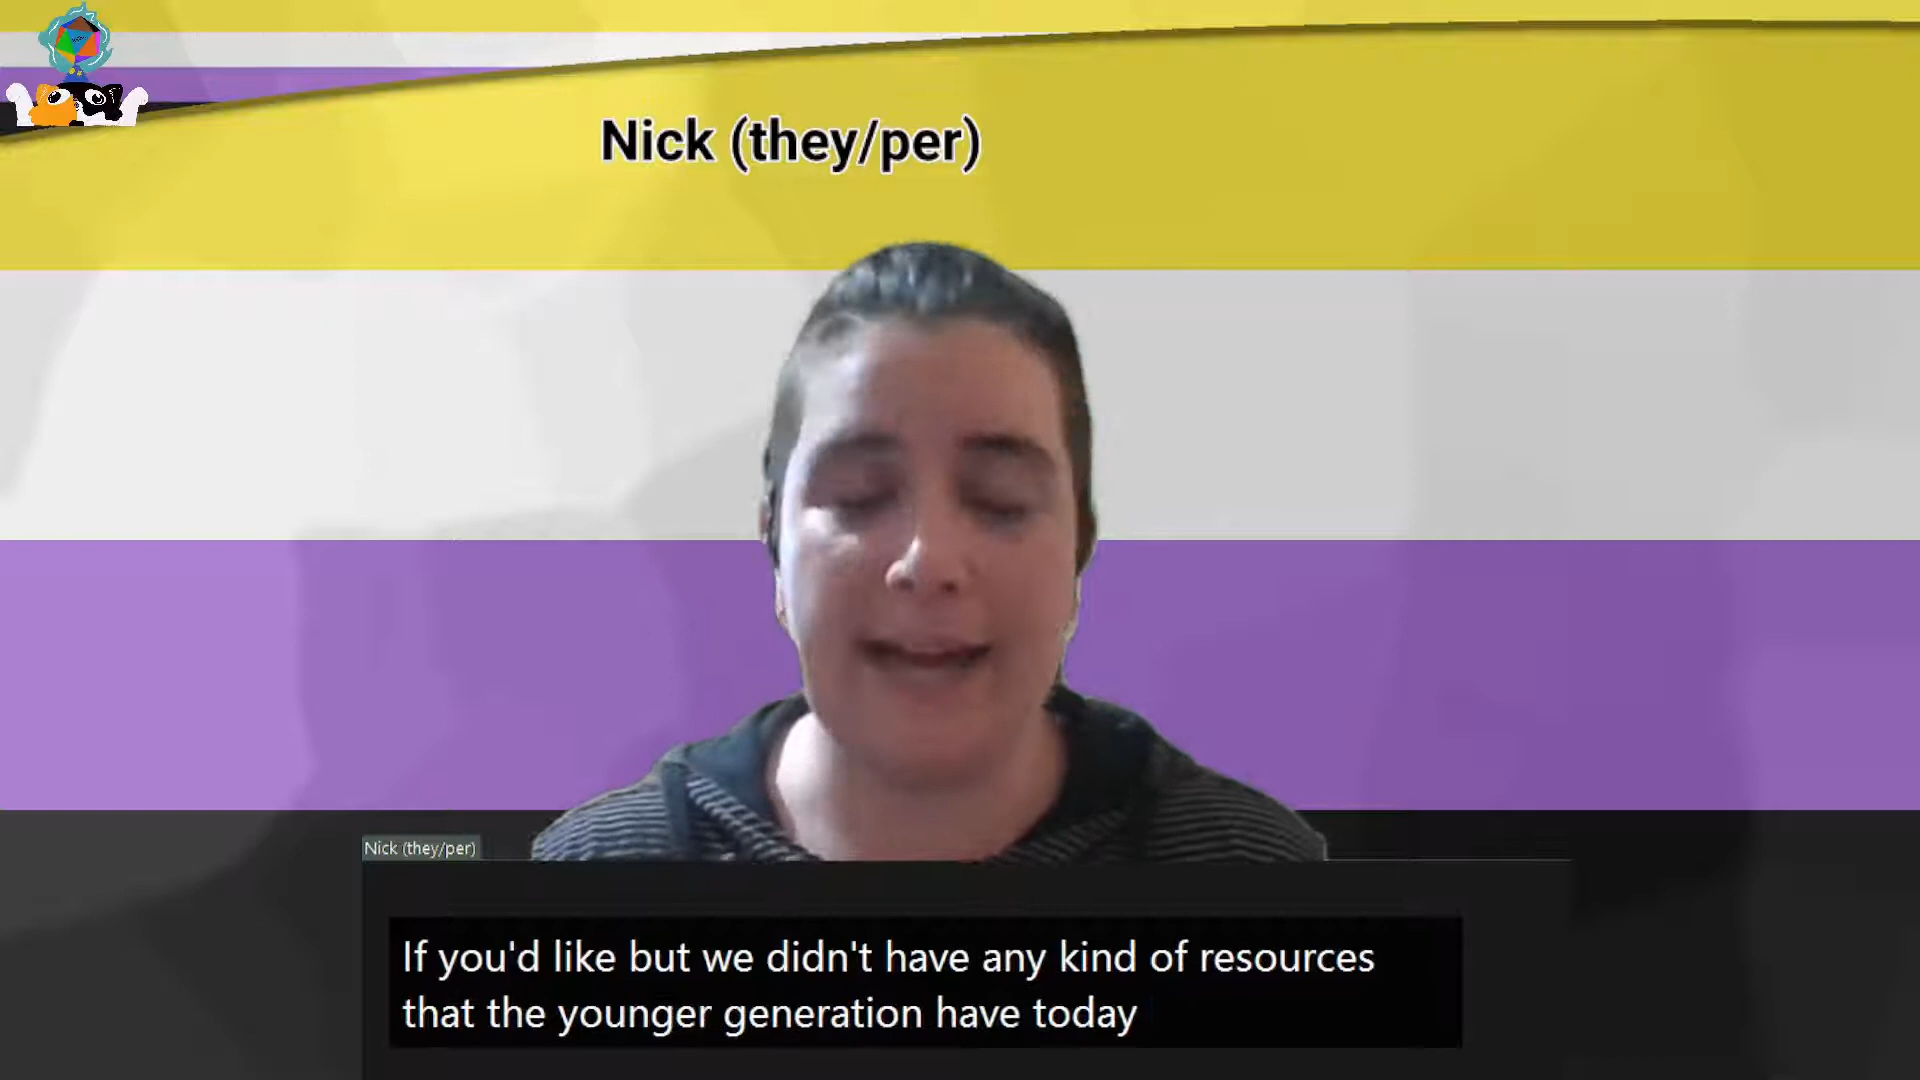 Nick (they/per)
Nick (they/per)
If you'd like but we didn't have any kind of resources
that the younger generation have today